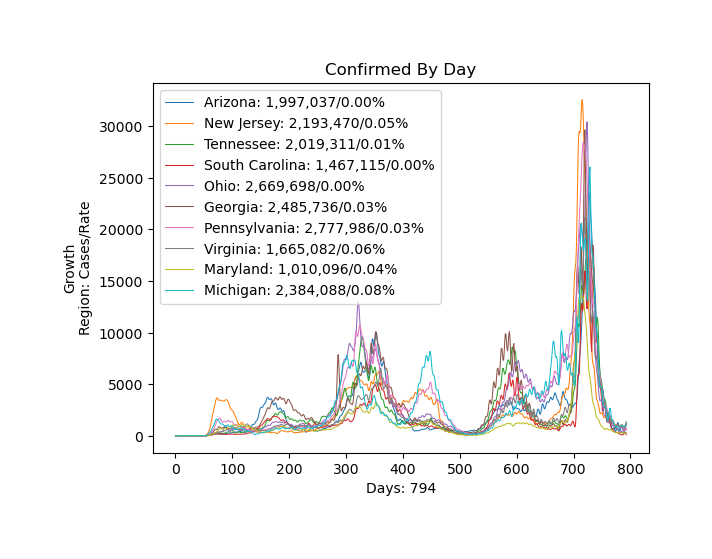 Confirmed By Day
Growth
Region: Cases/Rate
30000
25000
20000
15000
10000
5000
0
Arizona: 1,997,037/0.00%
New Jersey: 2,193,470/0.05%
Tennessee: 2,019,311/0.01%
South Carolina: 1,467,115/0.00%
Ohio: 2,669,698/0.00%
Georgia: 2,485,736/0.03%
Pennsylvania: 2,777,986/0.03%
Virginia: 1,665,082/0.06%
Maryland: 1,010,096/0.04%
Michigan: 2,384,088/0.08%
0 100 200 300 400 500 600 700 800
Days: 794